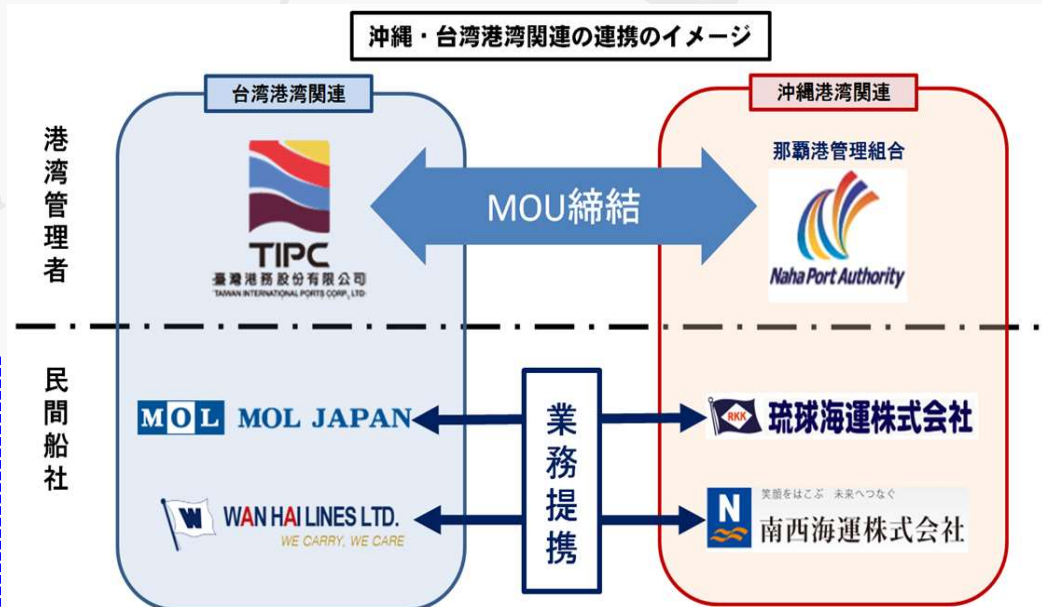 沖縄・台湾港湾関連の連携のイメージ
台湾港湾関連
沖縄港湾関連
港湾管理者
TIPC
臺灣港務股份有限公司
TAIWAN INTERNATIONAL PORTS CORP., LTD
MOU締結
那覇港管理組合
Naha Port Authority
民間船社
MOL MOL JAPAN
業務提携
RKK 琉球海運株式会社
W WAN HAI LINES LTD.
WE CARRY, WE CARE
N 笑顔をはこぶ 未来へつなぐ
南西海運株式会社